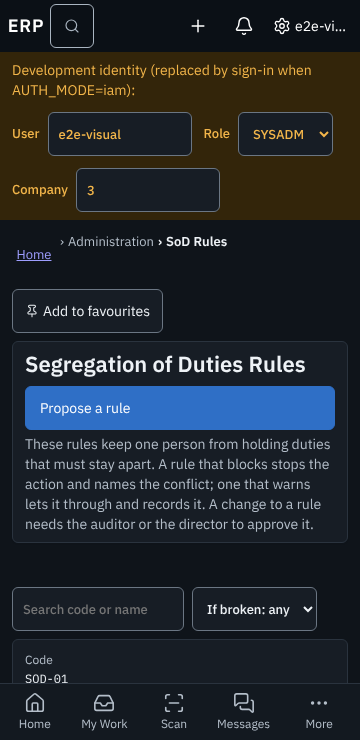 ERP
e2e-vi...
Development identity (replaced by sign-in when
AUTH_MODE=iam):
User e2e-visual Role SYSADM
Company 3
Home › Administration › SoD Rules
Add to favourites
Segregation of Duties Rules
Propose a rule
These rules keep one person from holding duties
that must stay apart. A rule that blocks stops the
action and names the conflict; one that warns
lets it through and records it. A change to a rule
needs the auditor or the director to approve it.
Search code or name If broken: any
Code
SOD-01
Home My Work Scan Messages More